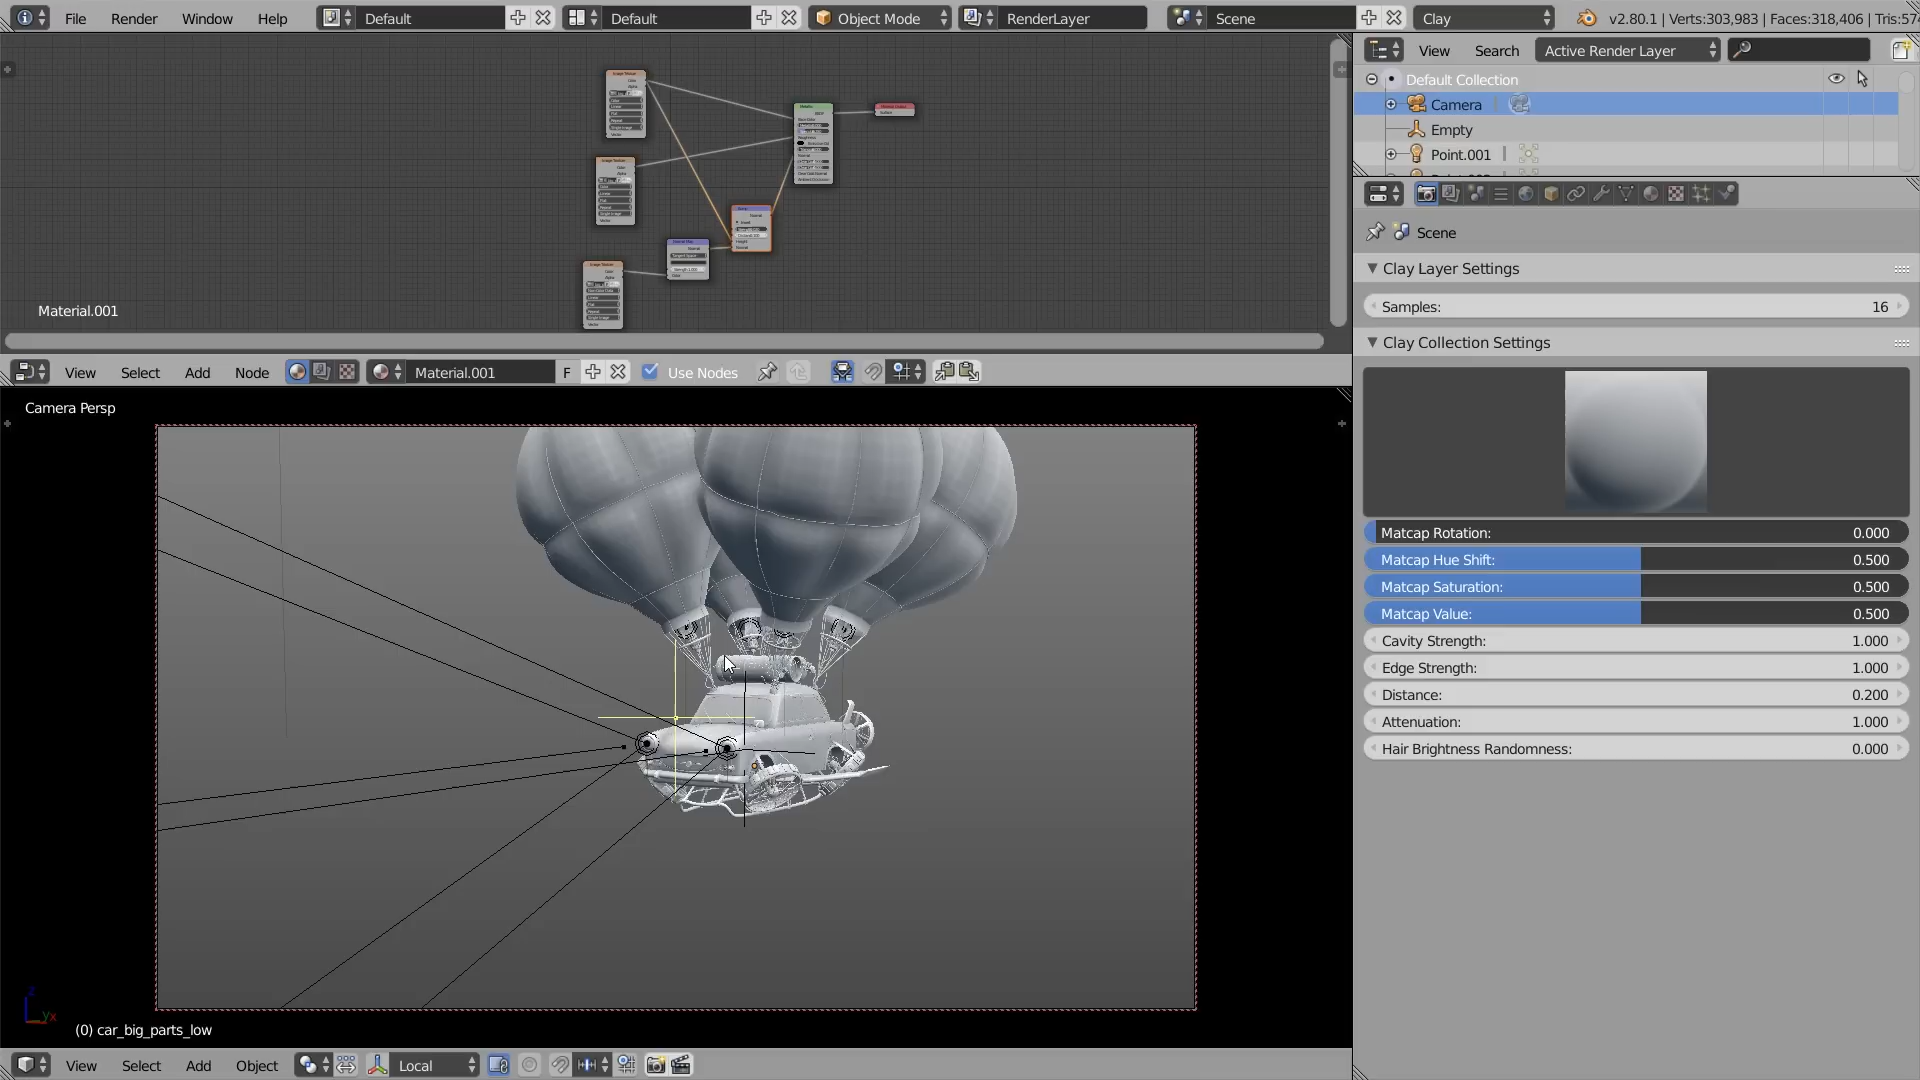 File Render Window Help Default Default Object Mode RenderLayer Scene Clay v2.80.1 | Verts:303,983 | Faces:318,406 | Tris:574
View Search Active Render Layer
Default Collection
Camera
Empty
Point.001
Material.001
Scene
Clay Layer Settings
Samples: 16
Clay Collection Settings
View Select Add Node Material.001 F Use Nodes
Camera Persp
Matcap Rotation: 0.000
Matcap Hue Shift: 0.500
Matcap Saturation: 0.500
Matcap Value: 0.500
Cavity Strength: 1.000
Edge Strength: 1.000
Distance: 0.200
Attenuation: 1.000
Hair Brightness Randomness: 0.000
(0) car_big_parts_low
View Select Add Object Local